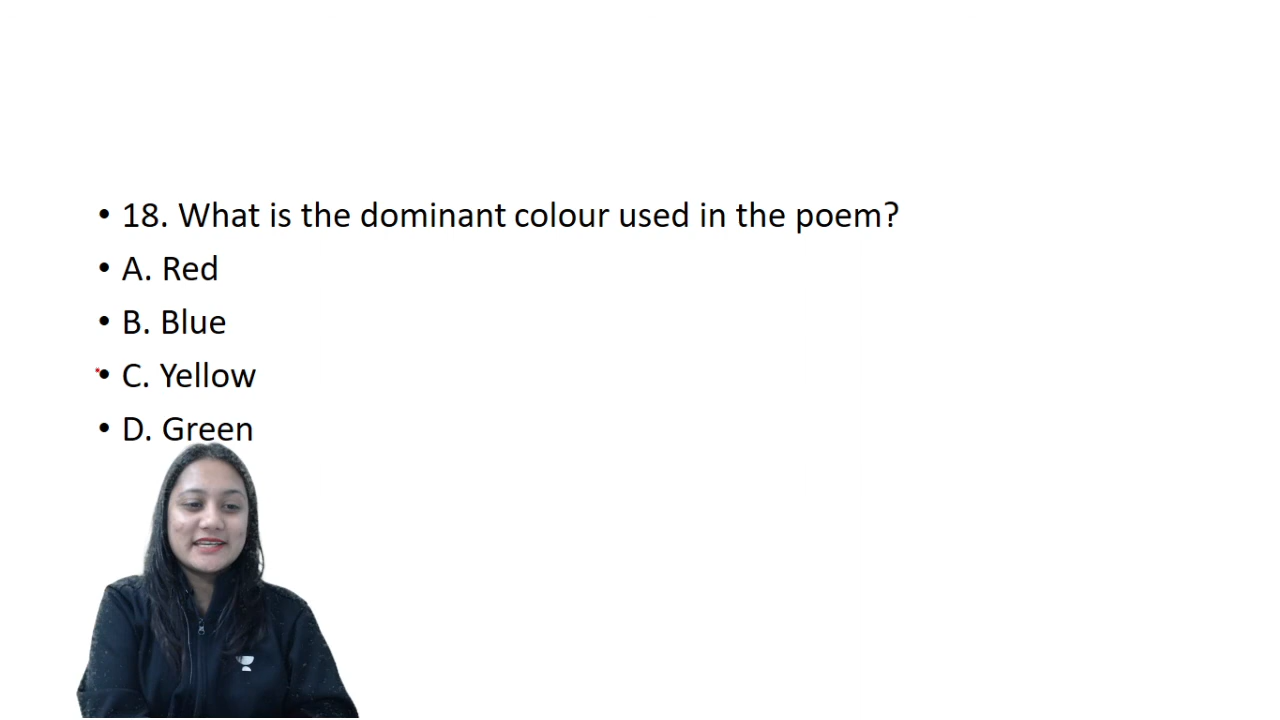 • 18. What is the dominant colour used in the poem?
• A. Red
• B. Blue
• C. Yellow
• D. Green